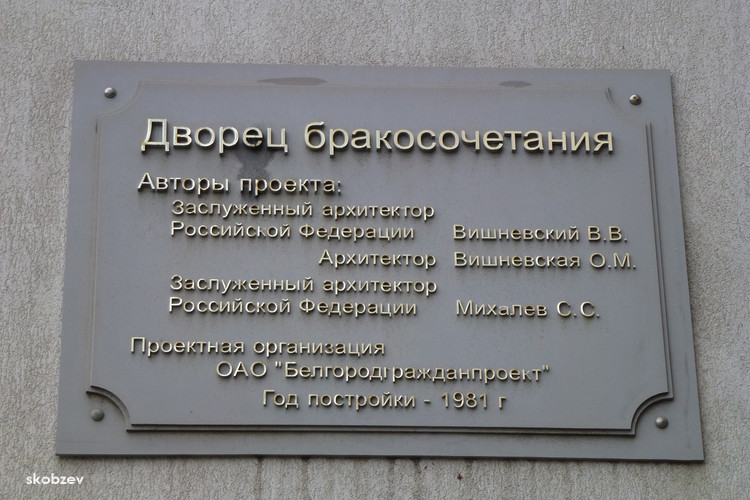 Дворец бракосочетания
Авторы проекта:
Заслуженный архитектор
Российской Федерации Вишневский В.В.
Архитектор Вишневская О.М.
Заслуженный архитектор
Российской Федерации Михалев С.С.
Проектная организация
ОАО "Белгородгражданпроект"
Год постройки - 1981 г
skobzev